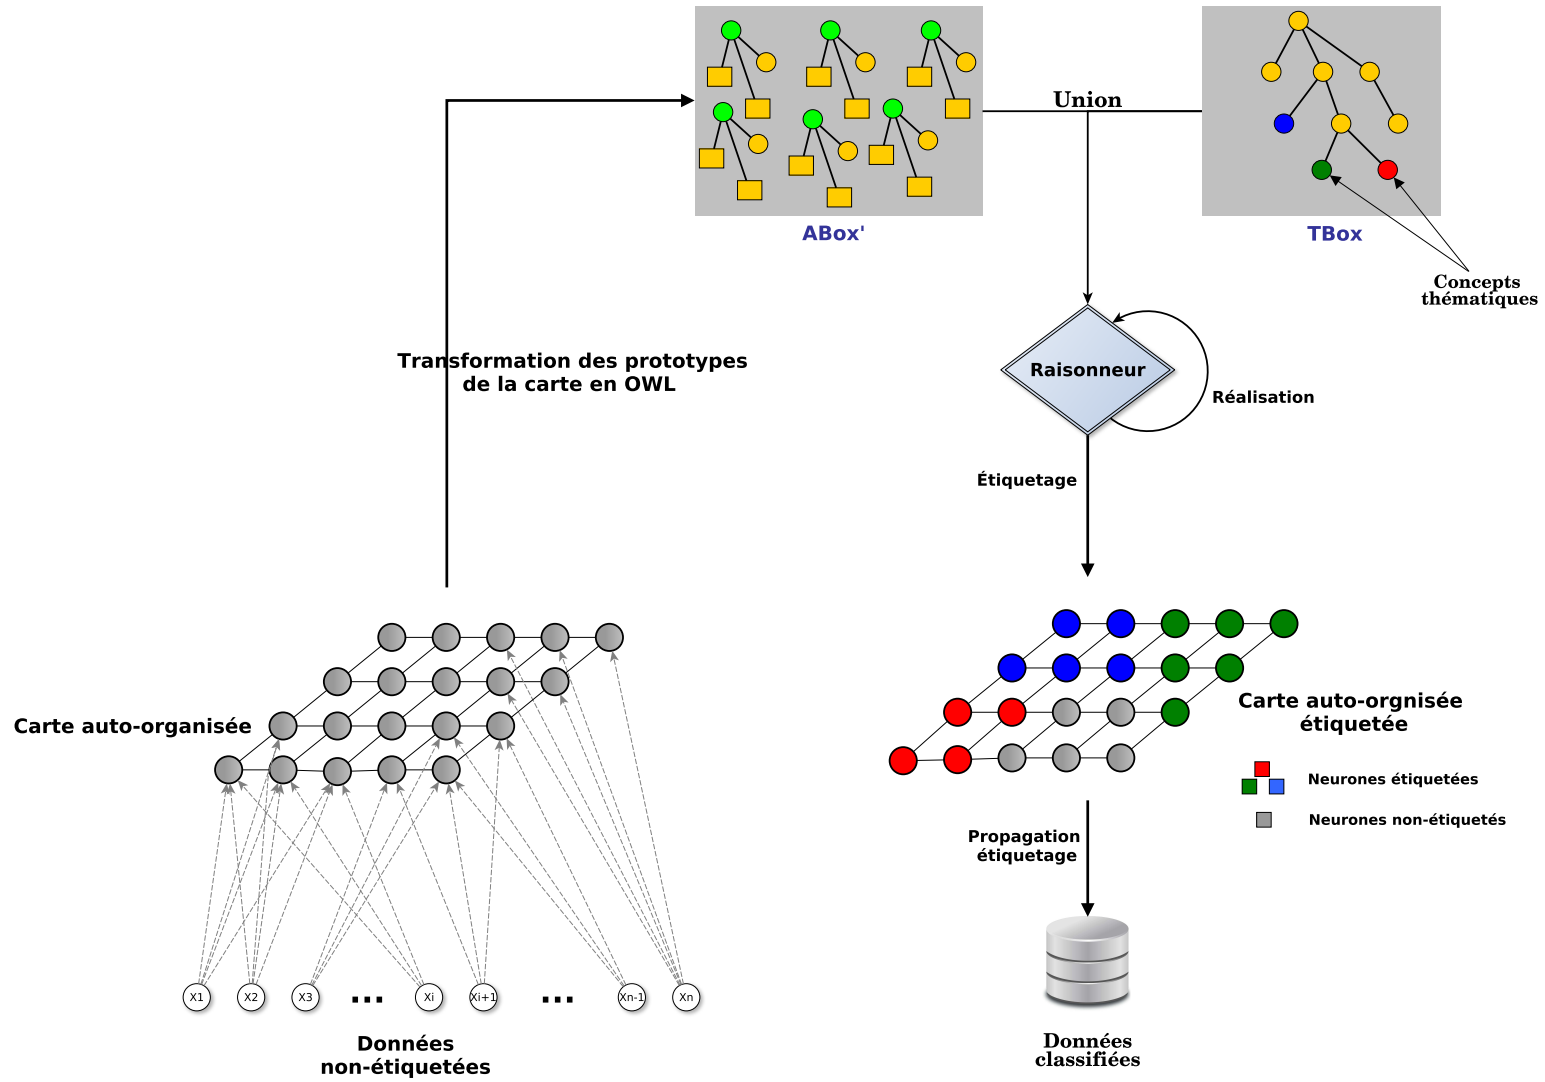 Union
ABox'
TBox
Concepts
thématiques
Transformation des prototypes
de la carte en OWL
Raisonneur
Réalisation
Étiquetage
Carte auto-organisée
Carte auto-orgnisée
étiquetée
Neurones étiquetées
Neurones non-étiquetés
Propagation
étiquetage
X1 X2 X3 ... Xi Xi+1 ... Xn-1 Xn
Données
non-étiquetées
Données
classifiées